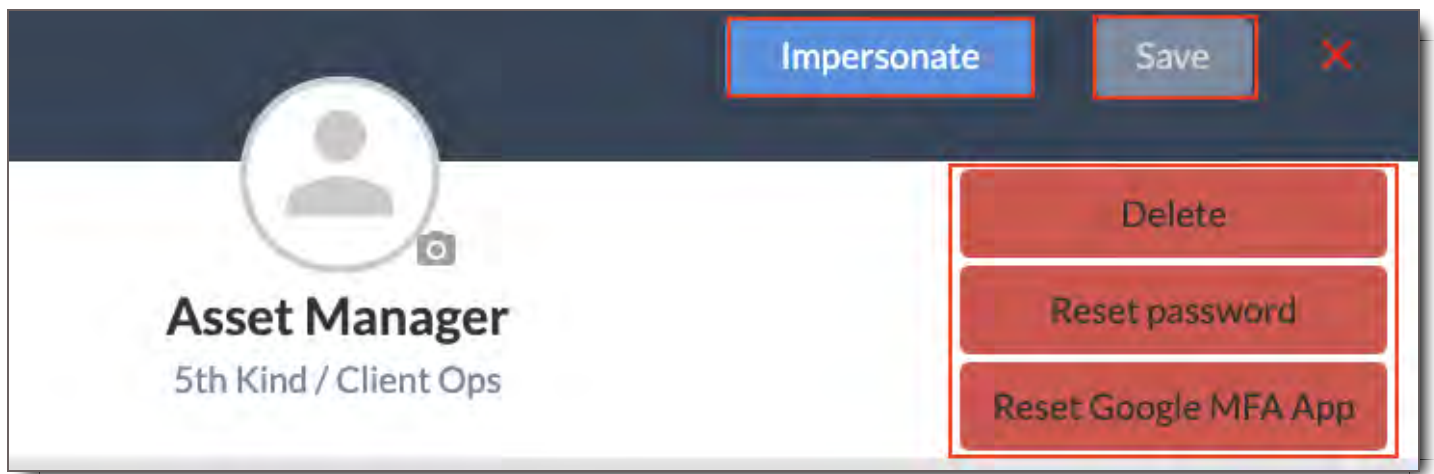 Impersonate Save
Delete
Reset password
Asset Manager
Reset Google MFA App
5th Kind / Client Ops